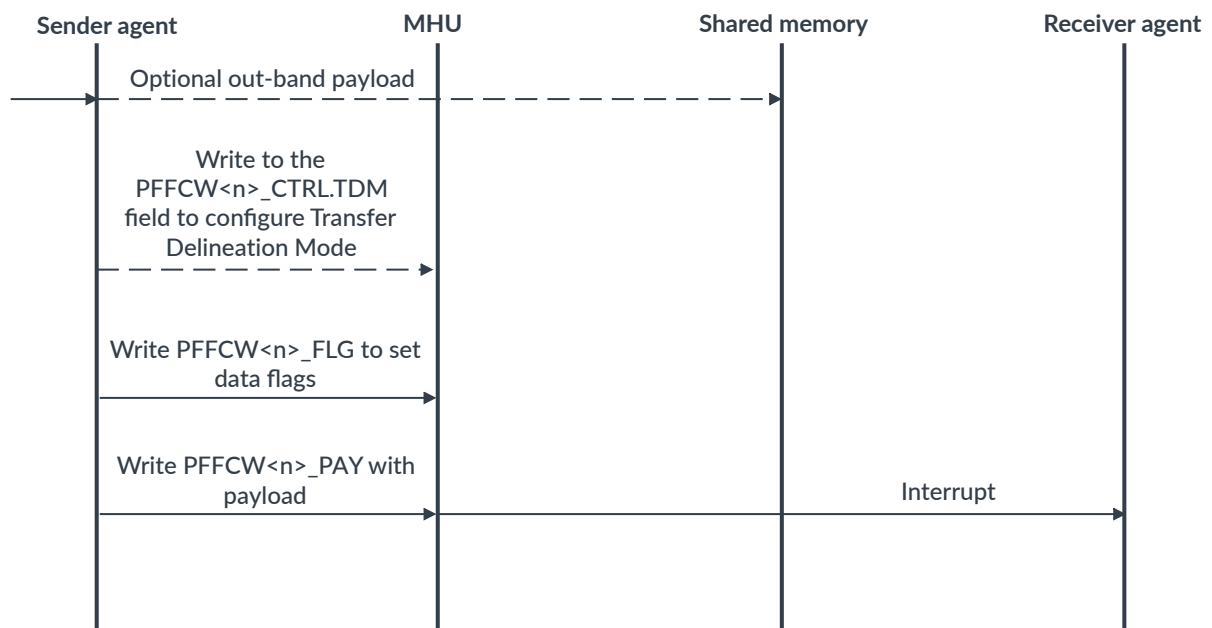 Sender agent
MHU
Shared memory
Receiver agent
Optional out-band payload
Write to the
PFFCW<n>_CTRL.TDM
field to configure Transfer
Delineation Mode
Write PFFCW<n>_FLG to set
data flags
Write PFFCW<n>_PAY with
payload
Interrupt